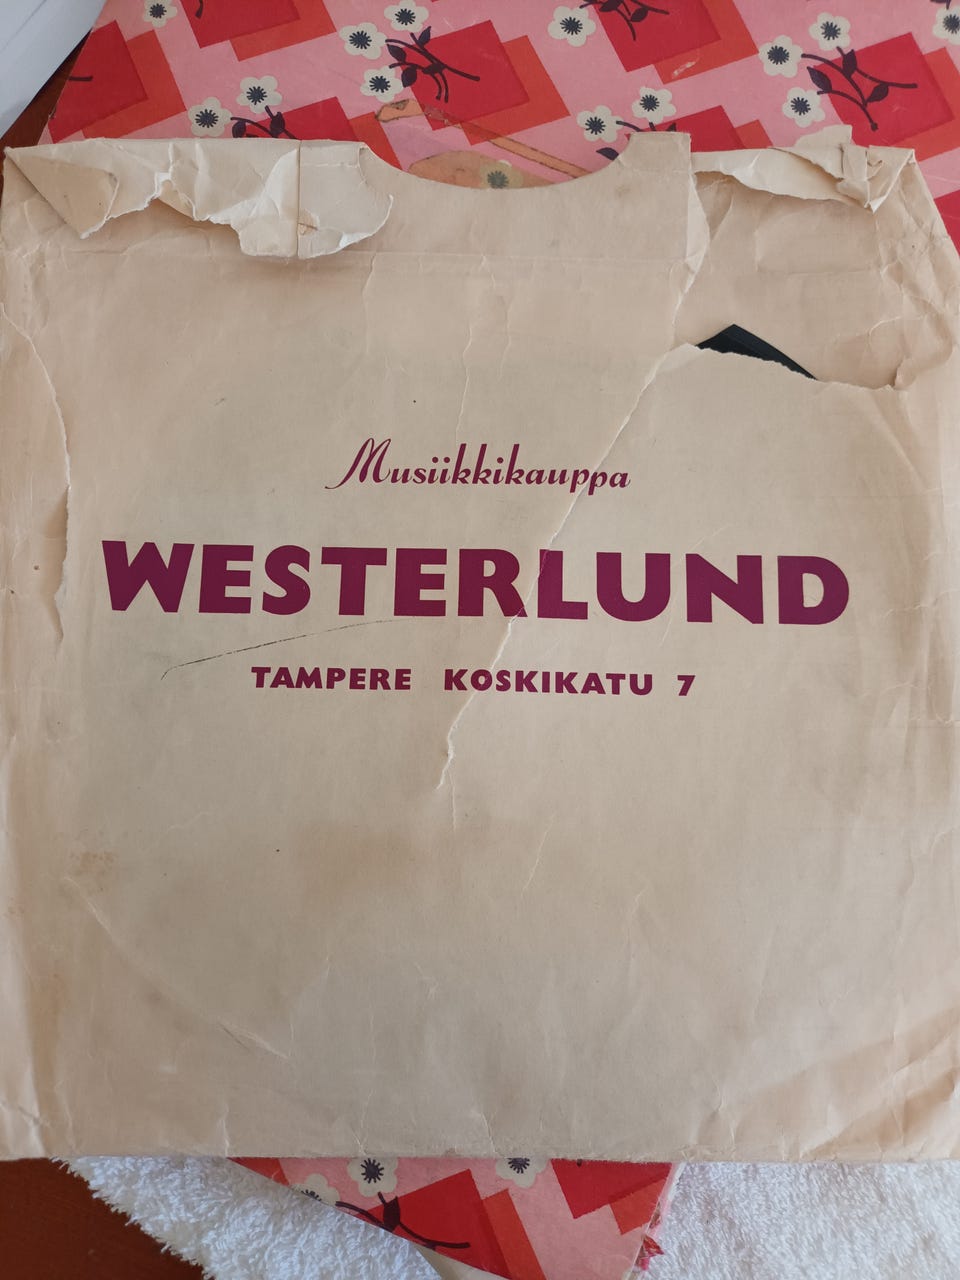 Musiikkikauppa
WESTERLUND
TAMPERE KOSKIKATU 7